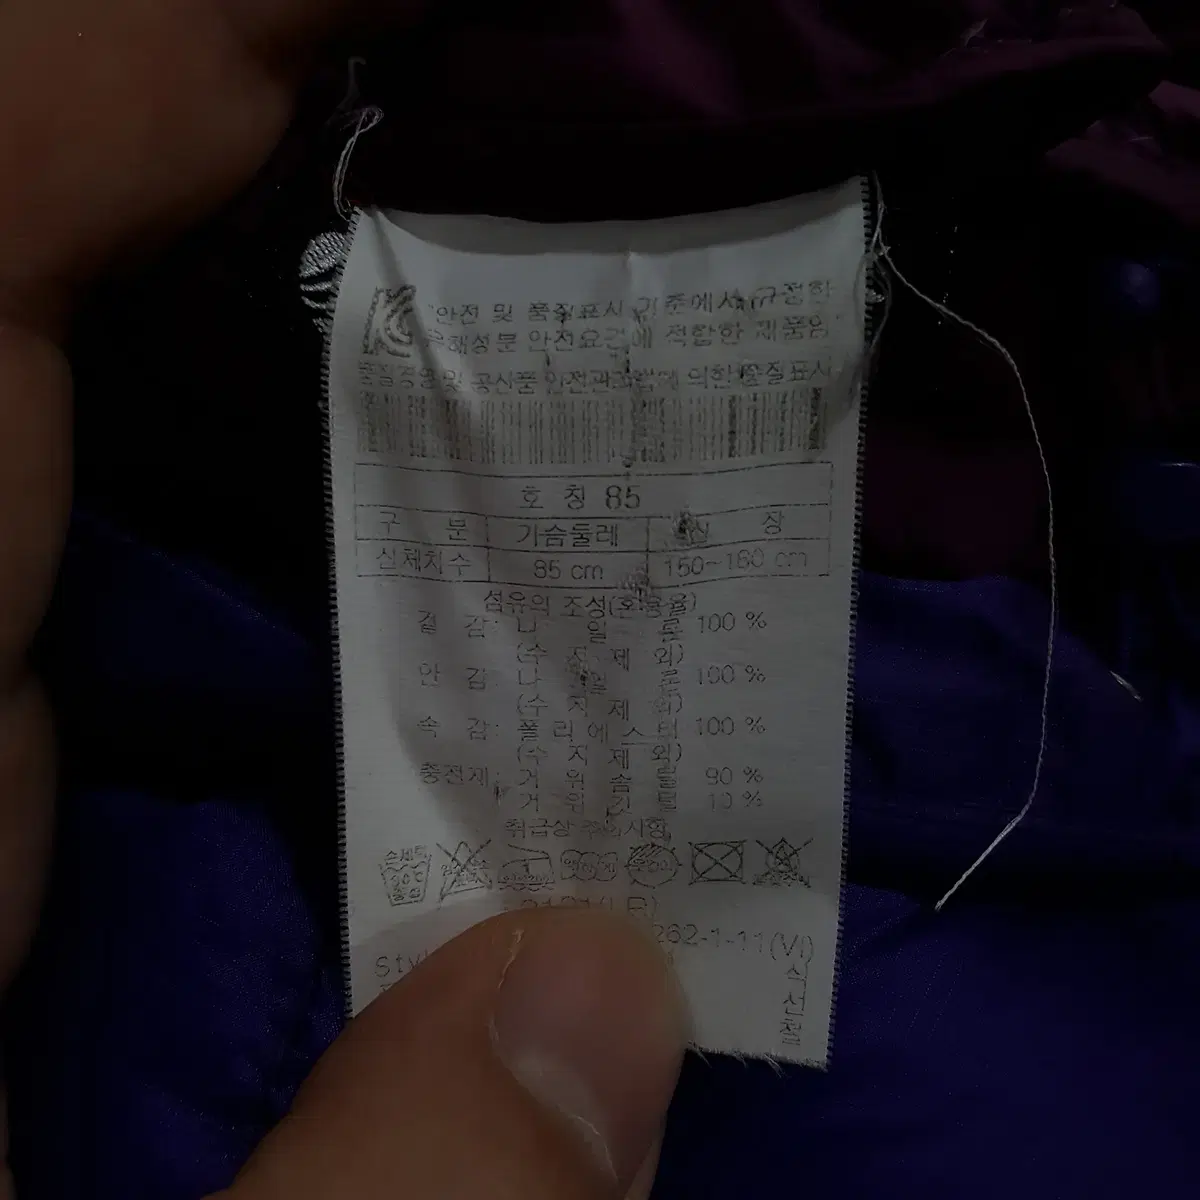 안전 및 품질표시 기준에서 규정한
유해성분 안전요건에 적합한 제품임
품질경영및 공산품 안전관리법에 의한 품질표시
호 칭 85
구 분 가슴둘레 신 장
신체치수 85 cm 150~160 cm
섬유의 조성(혼용율)
겉 감: 나 일 론 100 %
(수 지 제 외)
안 감: 나 일 론 100 %
(수 지 제 외)
속 감: 폴 리 에 스 터 100 %
(수 지 제 외)
충전재: 거 위 솜 털 90 %
거 위 깃 털 10 %
취급상 주의사항
손세탁
262-1-11(VI)